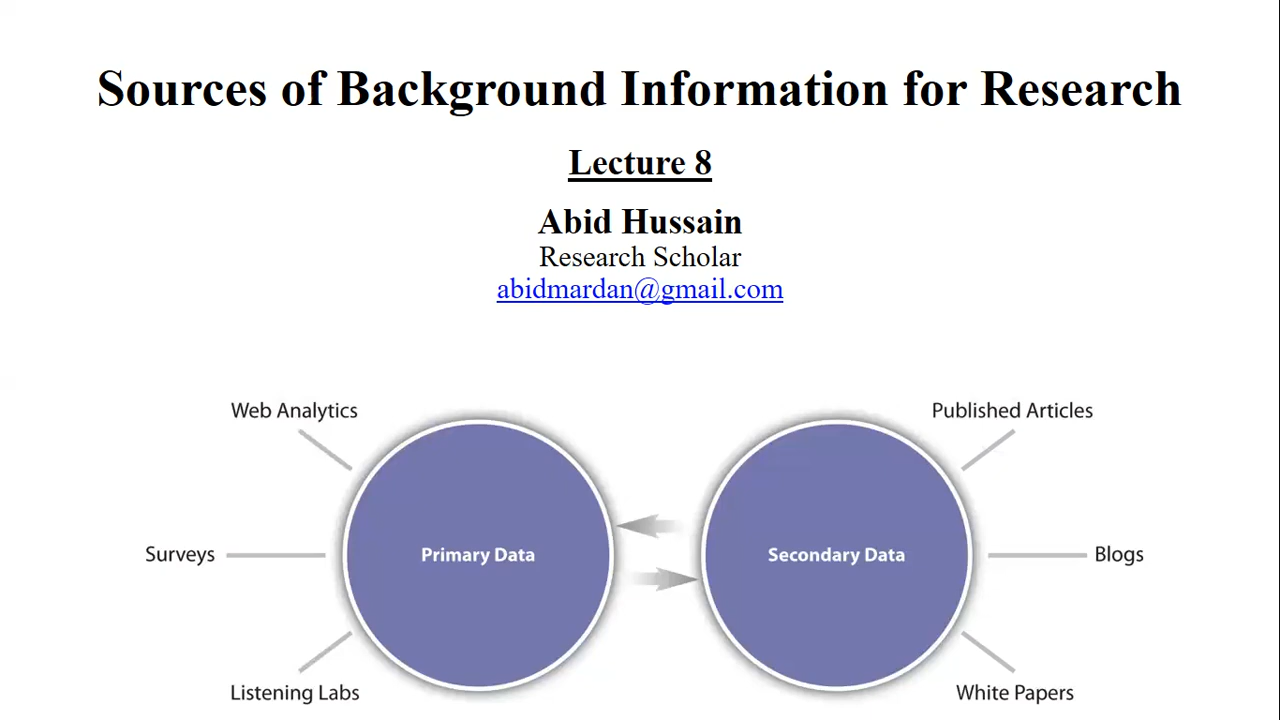 Sources of Background Information for Research
Lecture 8
Abid Hussain
Research Scholar
abidmardan@gmail.com
Web Analytics
Surveys
Listening Labs
Primary Data
Secondary Data
Published Articles
Blogs
White Papers